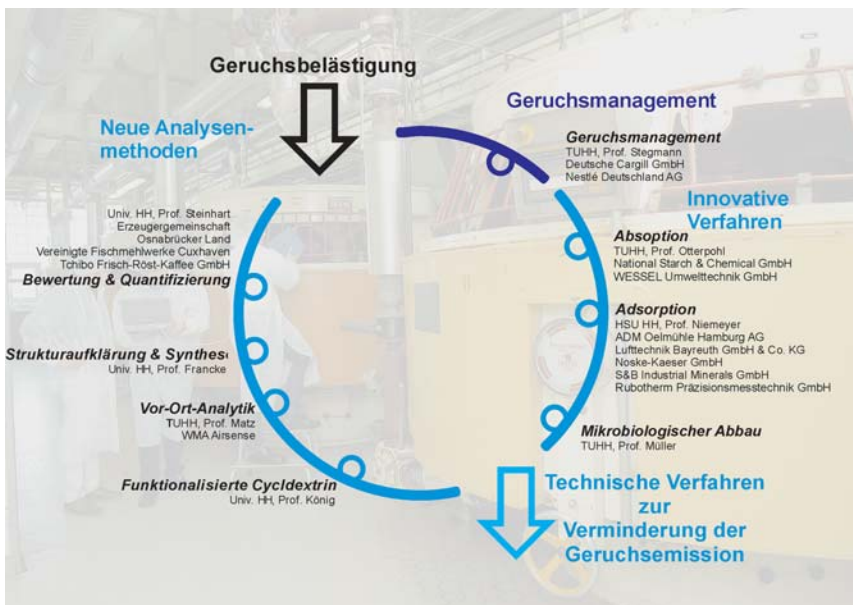 Geruchsbelästigung
Neue Analysen-
methoden
Univ. HH, Prof. Steinhart
Erzeugergemeinschaft
Osnabrücker Land
Vereinigte Fischmehlwerke Cuxhaven
Tchibo Frisch-Röst-Kaffee GmbH
Bewertung & Quantifizierung
Strukturaufklärung & Synthese
Univ. HH, Prof. Francke
Vor-Ort-Analytik
TUHH, Prof. Matz
WMA Airsense
Funktionalisierte Cycldextrin
Univ. HH, Prof. König
Geruchsmanagement
Geruchsmanagement
TUHH, Prof. Stegmann
Deutsche Cargill GmbH
Nestlé Deutschland AG
Innovative
Verfahren
Absoption
TUHH, Prof. Otterpohl
National Starch & Chemical GmbH
WESSEL Umwelttechnik GmbH
Adsorption
HSU HH, Prof. Niemeyer
ADM Oelmühle Hamburg AG
Lufttechnik Bayreuth GmbH & Co. KG
Noske-Kaeser GmbH
S&B Industrial Minerals GmbH
Rubotherm Präzisionsmesstechnik GmbH
Mikrobiologischer Abbau
TUHH, Prof. Müller
Technische Verfahren
zur
Verminderung der
Geruchsemission